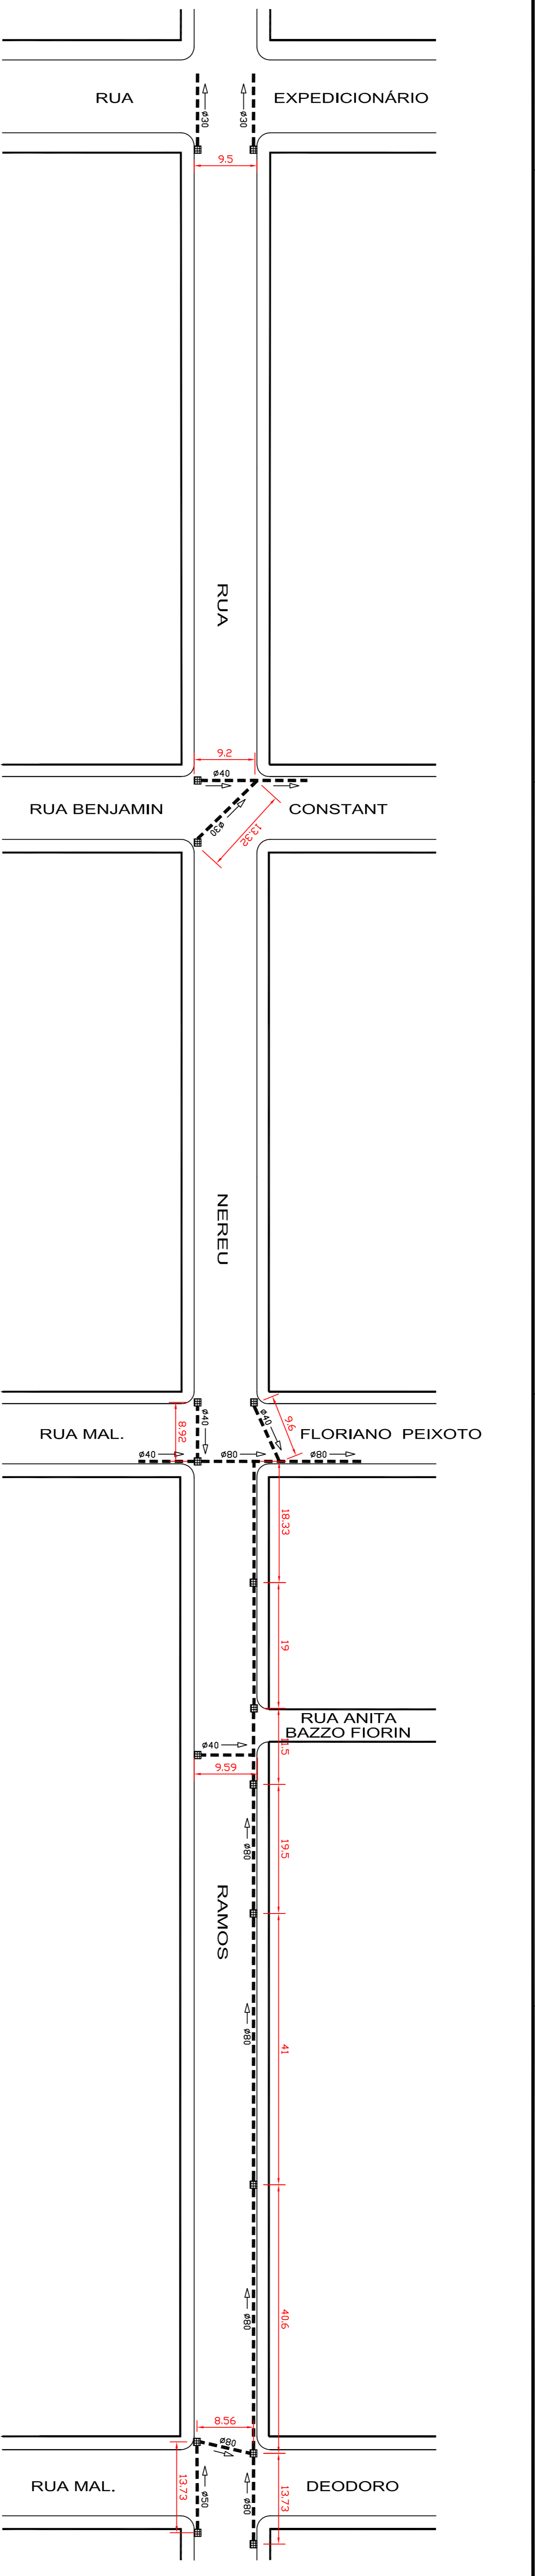 RUA EXPEDICIONÁRIO
ø30
ø30
9.5
RUA
9.2
ø40
RUA BENJAMIN CONSTANT
ø30
13.32
NEREU
ø40
8.92
ø40
9.6
RUA MAL. FLORIANO PEIXOTO
ø40
ø80
ø80
18.33
19
RUA ANITA
BAZZO FIORIN
11.5
ø40
9.59
19.5
ø80
RAMOS
41
ø80
40.6
ø80
8.56
ø80
RUA MAL. DEODORO
13.73
ø50
ø80
13.73